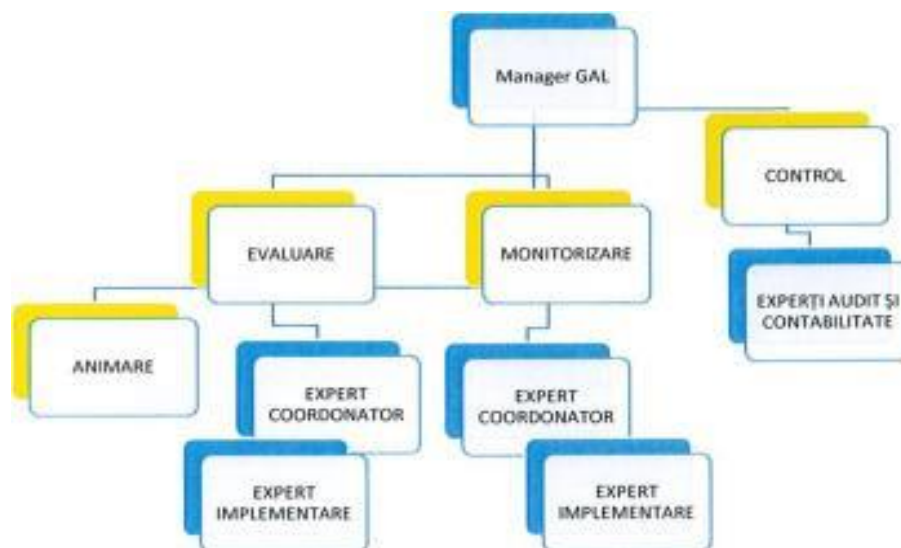 Manager GAL
CONTROL
EVALUARE
MONITORIZARE
EXPERȚI AUDIT ȘI
CONTABILITATE
ANIMARE
EXPERT
COORDONATOR
EXPERT
COORDONATOR
EXPERT
IMPLEMENTARE
EXPERT
IMPLEMENTARE